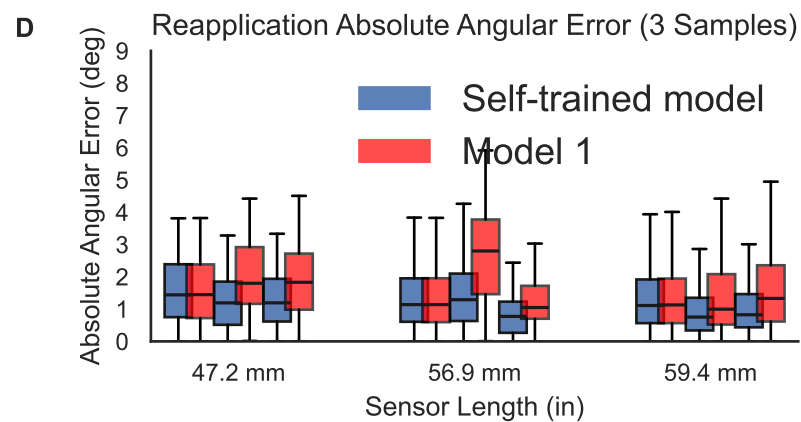 D
Reapplication Absolute Angular Error (3 Samples)
Absolute Angular Error (deg)
9
8
7
6
5
4
3
2
1
0
Self-trained model
Model 1
47.2 mm
56.9 mm
59.4 mm
Sensor Length (in)